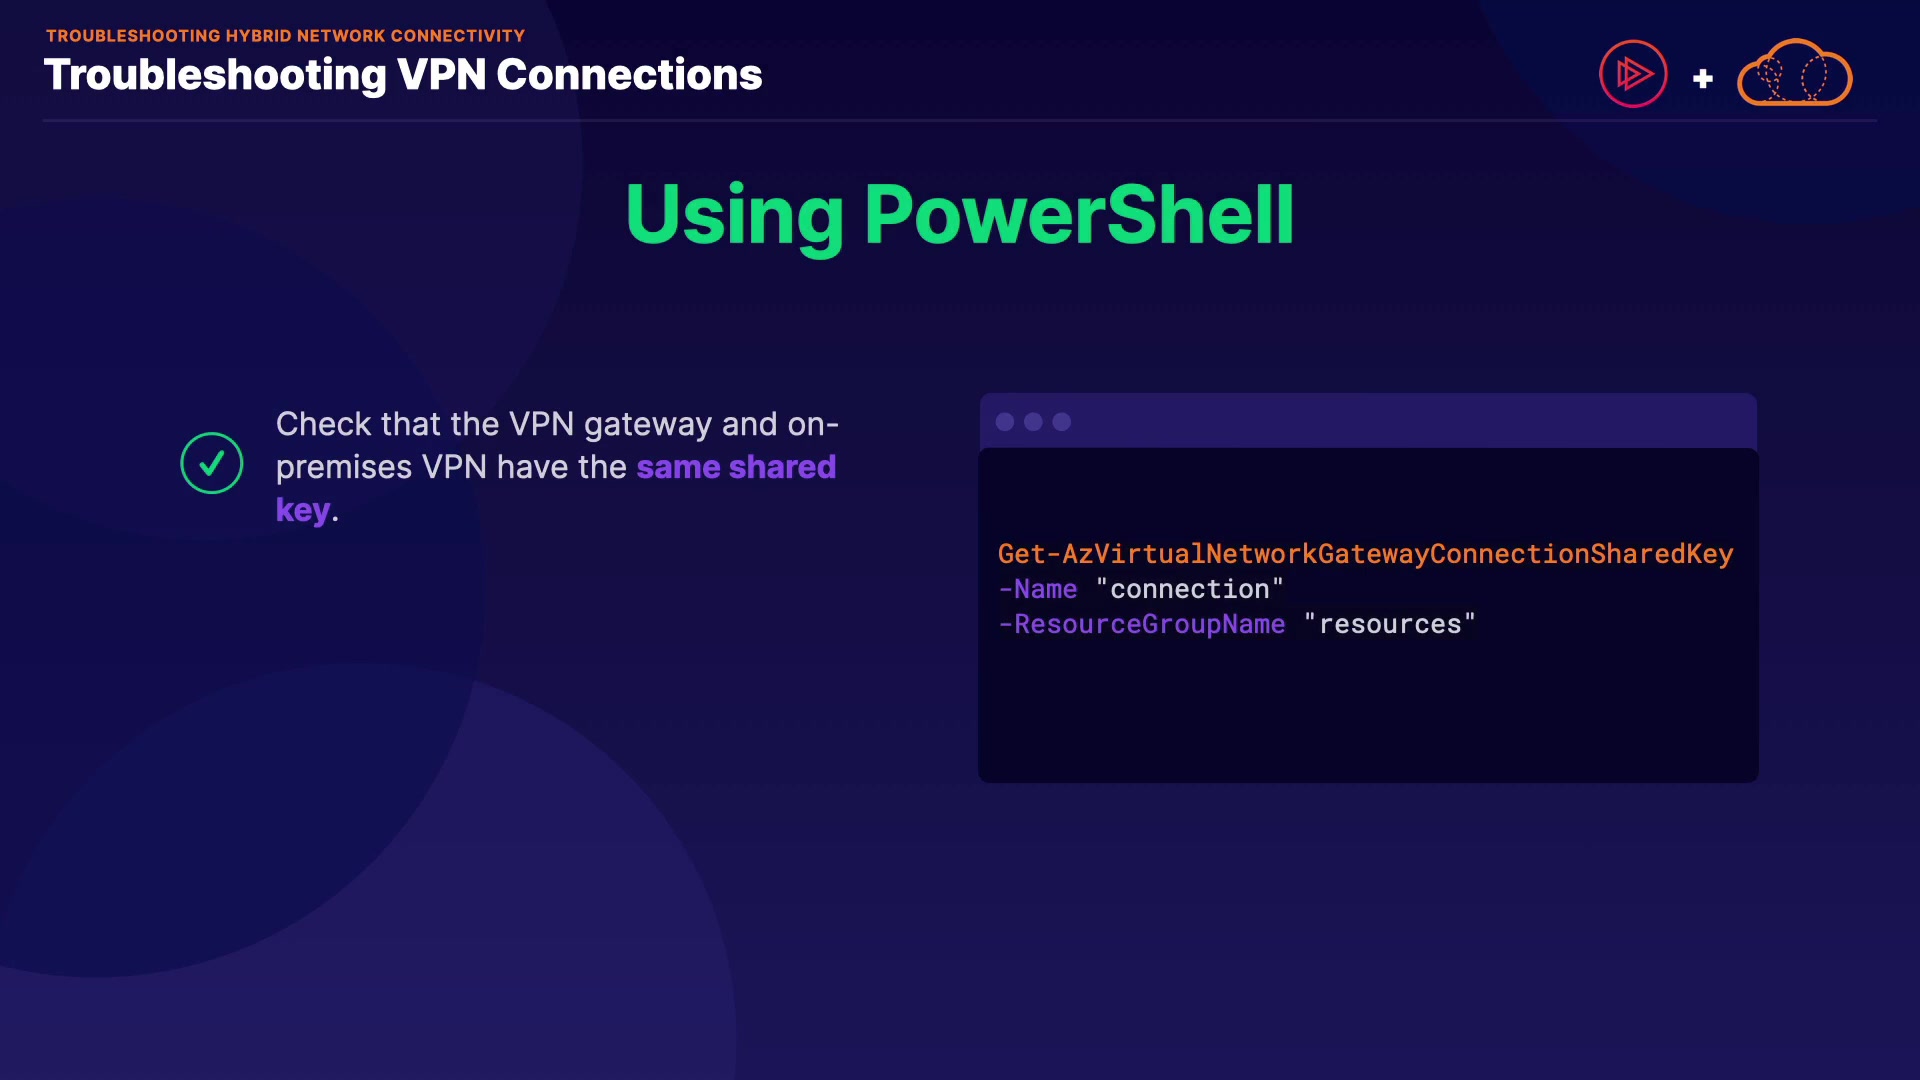 TROUBLESHOOTING HYBRID NETWORK CONNECTIVITY
Troubleshooting VPN Connections
+
Using PowerShell
Check that the VPN gateway and on-
premises VPN have the same shared
key.
Get-AzVirtualNetworkGatewayConnectionSharedKey
-Name "connection"
-ResourceGroupName "resources"